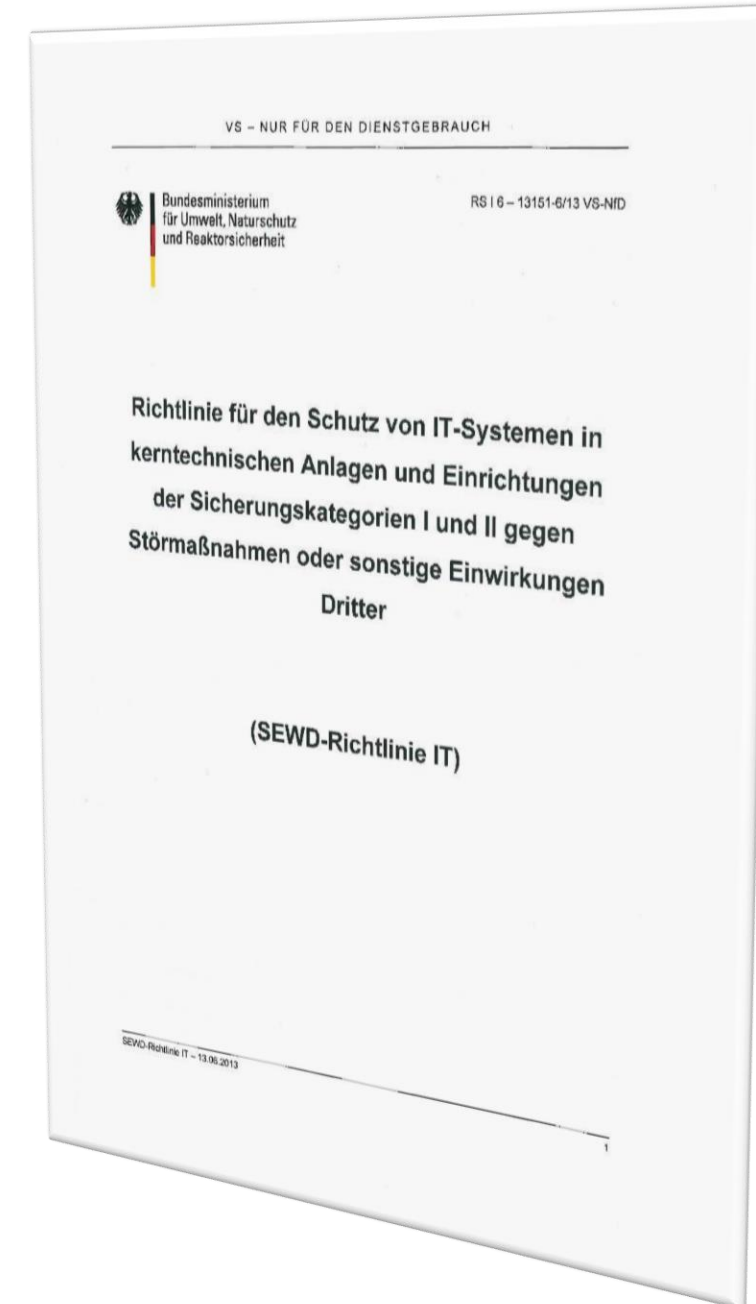 VS – NUR FÜR DEN DIENSTGEBRAUCH
Bundesministerium
für Umwelt, Naturschutz
und Reaktorsicherheit
RS I 6 – 13151-6/13 VS-NfD
Richtlinie für den Schutz von IT-Systemen in
kerntechnischen Anlagen und Einrichtungen
der Sicherungskategorien I und II gegen
Störmaßnahmen oder sonstige Einwirkungen
Dritter
(SEWD-Richtlinie IT)
SEWD-Richtlinie IT – 13.06.2013
1